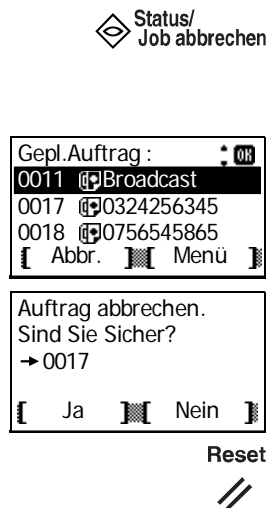 Status/
Job abbrechen
Gepl.Auftrag :
0011 Broadcast
0017 0324256345
0018 0756545865
[ Abbr. ] [ Menü ]
Auftrag abbrechen.
Sind Sie Sicher?
→ 0017
[ Ja ] [ Nein ]
Reset